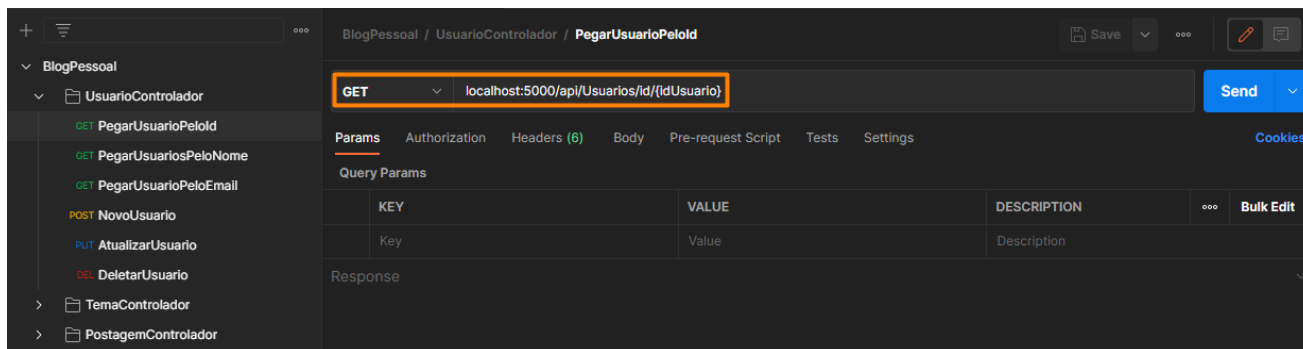 BlogPessoal / UsuarioControlador / PegarUsuarioPeloId
Save
BlogPessoal
UsuarioControlador
GET PegarUsuarioPeloId
GET PegarUsuariosPeloNome
GET PegarUsuarioPeloEmail
POST NovoUsuario
PUT AtualizarUsuario
DEL DeletarUsuario
TemaControlador
PostagemControlador
GET localhost:5000/api/Usuarios/id/{idUsuario}
Send
Params Authorization Headers (6) Body Pre-request Script Tests Settings Cookies
Query Params
KEY VALUE DESCRIPTION Bulk Edit
Key Value Description
Response